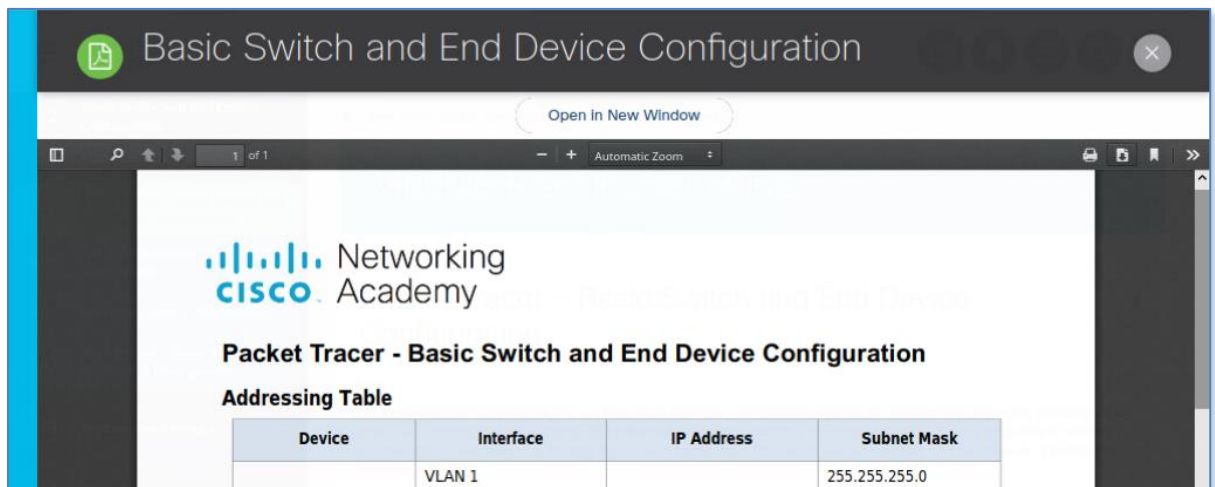 Basic Switch and End Device Configuration
Open in New Window
1 of 1
Automatic Zoom
Networking
CISCO Academy
Packet Tracer - Basic Switch and End Device Configuration
Addressing Table
Device Interface IP Address Subnet Mask
VLAN 1 255.255.255.0